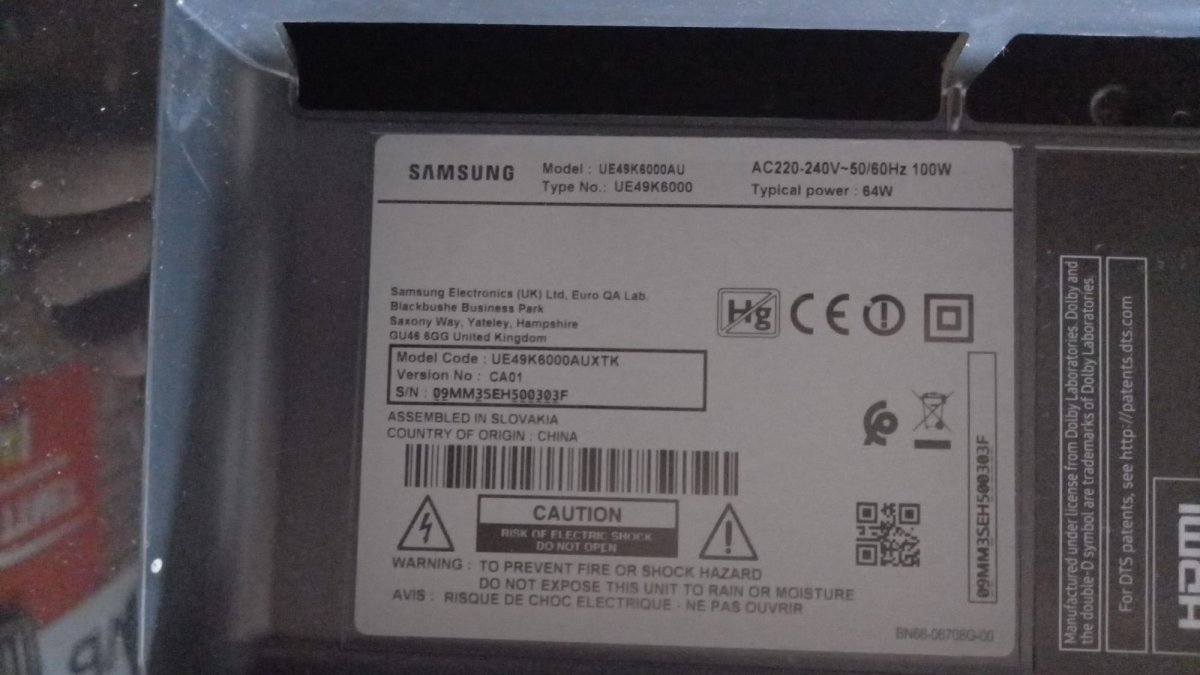 SAMSUNG
Model : UE49K6000AU
Type No.: UE49K6000
AC220-240V~50/60Hz 100W
Typical power : 64W
Samsung Electronics (UK) Ltd, Euro QA Lab.
Blackbushe Business Park
Saxony Way, Yateley, Hampshire
GU46 6GG United Kingdom
Hg
CE
Model Code : UE49K6000AUXTK
Version No : CA01
S/N : 09MM3SEH500303F
ASSEMBLED IN SLOVAKIA
COUNTRY OF ORIGIN : CHINA
CAUTION
RISK OF ELECTRIC SHOCK
DO NOT OPEN
WARNING : TO PREVENT FIRE OR SHOCK HAZARD
DO NOT EXPOSE THIS UNIT TO RAIN OR MOISTURE
AVIS : RISQUE DE CHOC ELECTRIQUE - NE PAS OUVRIR
BN68-06708G-00
09MM3SEH500303F
Manufactured under license from Dolby Laboratories. Dolby and
the double-D symbol are trademarks of Dolby Laboratories.
For DTS patents, see http://patents.dts.com
HDMI